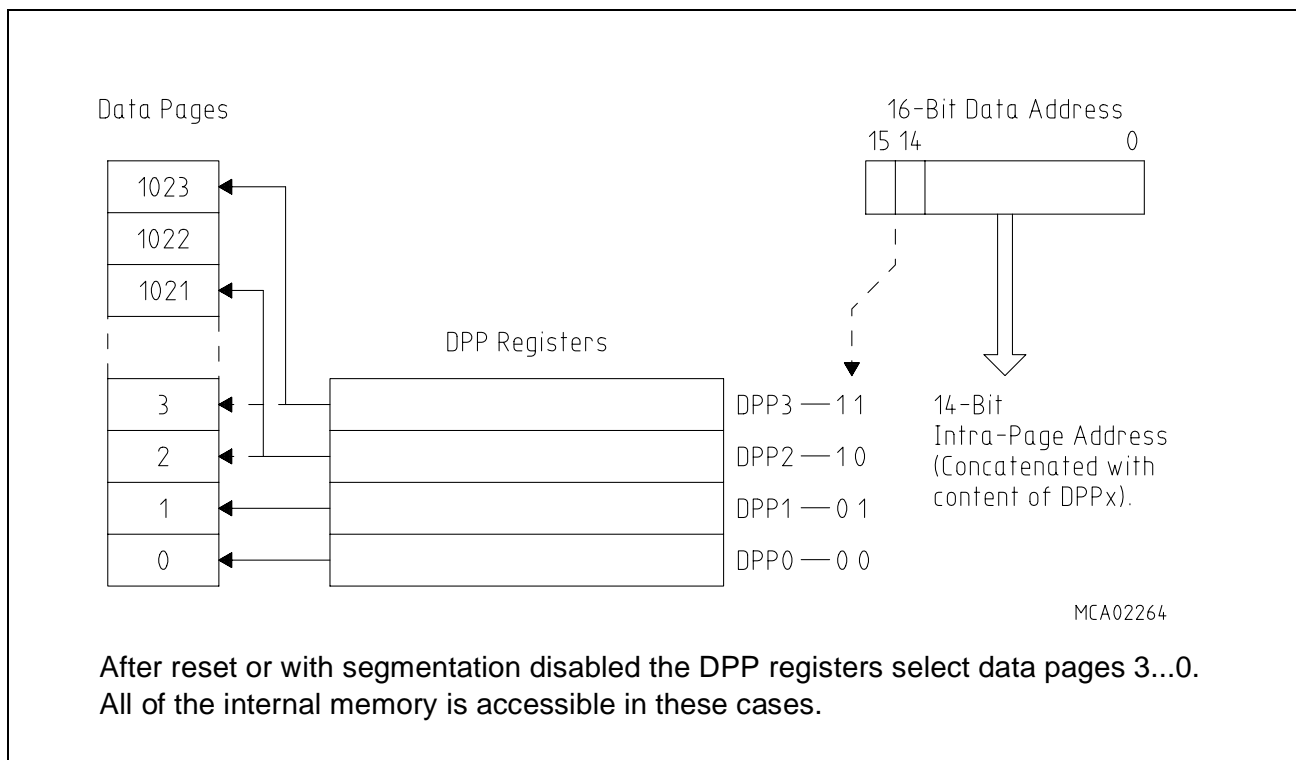 Data Pages
1023
1022
1021
3
2
1
0
DPP Registers
DPP3 — 1 1
DPP2 — 1 0
DPP1 — 0 1
DPP0 — 0 0
16-Bit Data Address
15 14 0
14-Bit
Intra-Page Address
(Concatenated with
content of DPPx).
MCA02264
After reset or with segmentation disabled the DPP registers select data pages 3...0.
All of the internal memory is accessible in these cases.